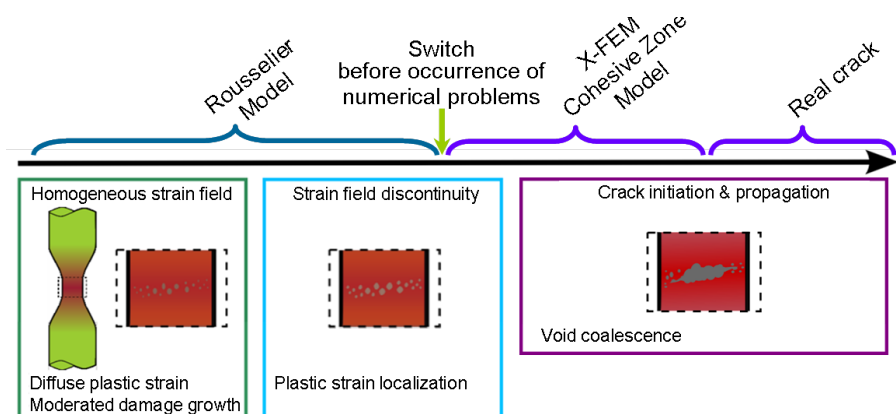 Rousselier
Model
Switch
before occurrence of
numerical problems
X-FEM
Cohesive Zone
Model
Real crack
Homogeneous strain field
Diffuse plastic strain
Moderated damage growth
Strain field discontinuity
Plastic strain localization
Crack initiation & propagation
Void coalescence